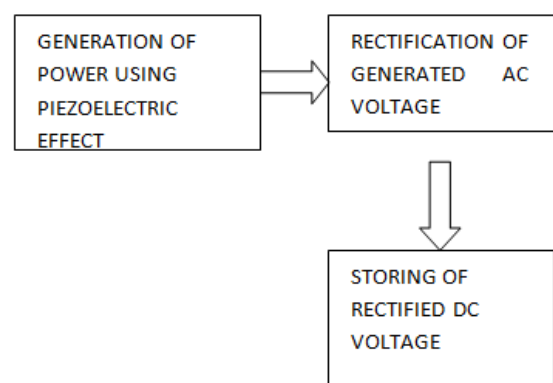 GENERATION OF
POWER USING
PIEZOELECTRIC
EFFECT
RECTIFICATION OF
GENERATED AC
VOLTAGE
STORING OF
RECTIFIED DC
VOLTAGE